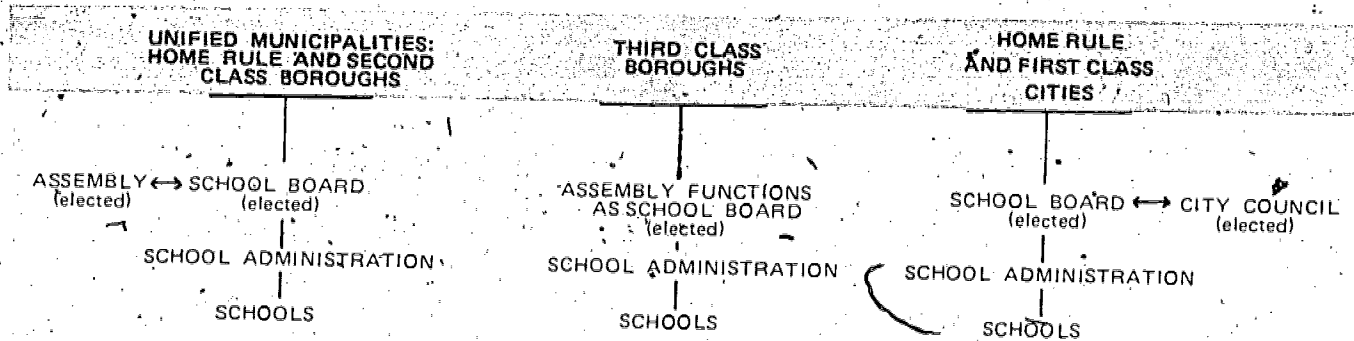 UNIFIED MUNICIPALITIES:
HOME RULE AND SECOND
CLASS BOROUGHS
ASSEMBLY ↔ SCHOOL BOARD
(elected) (elected)
SCHOOL ADMINISTRATION
SCHOOLS
THIRD CLASS
BOROUGHS
ASSEMBLY FUNCTIONS
AS SCHOOL BOARD
(elected)
SCHOOL ADMINISTRATION
SCHOOLS
HOME RULE
AND FIRST CLASS
CITIES
SCHOOL BOARD ↔ CITY COUNCIL
(elected) (elected)
SCHOOL ADMINISTRATION
SCHOOLS